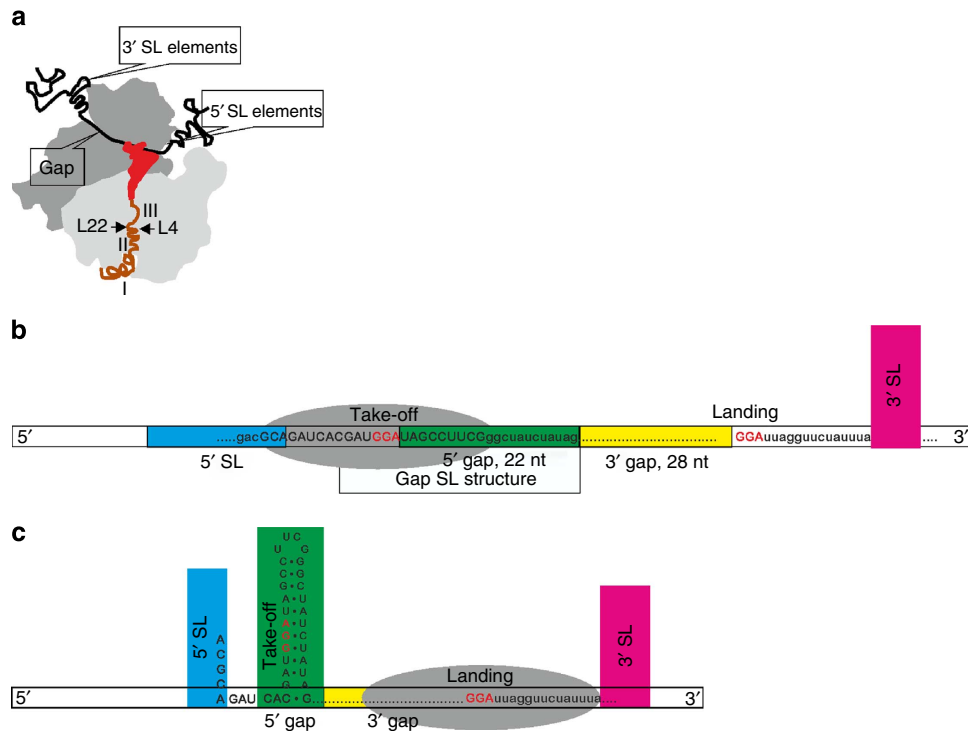 a
3′ SL elements
5′ SL elements
Gap
III
L22
L4
II
I
b
3′ SL
Take-off
Landing
5′
.....gacGCAGAUCACGAUGGAUAGCCUUCGggcuaucuauag...............................
GGAuuagguucuauuua
....
3′
5′ SL
5′ gap, 22 nt
3′ gap, 28 nt
Gap SL structure
c
U C
U G
C G
C•G
G•C
A•U
U•A
A•U
G•C
G•U
U•A
A•U
G A
Take-off
5′ SL
A
C
G
C
A
3′ SL
Landing
5′
GAU
CAC•G
...................................
GGAuuagguucuauuua....
3′
5′ gap
3′ gap